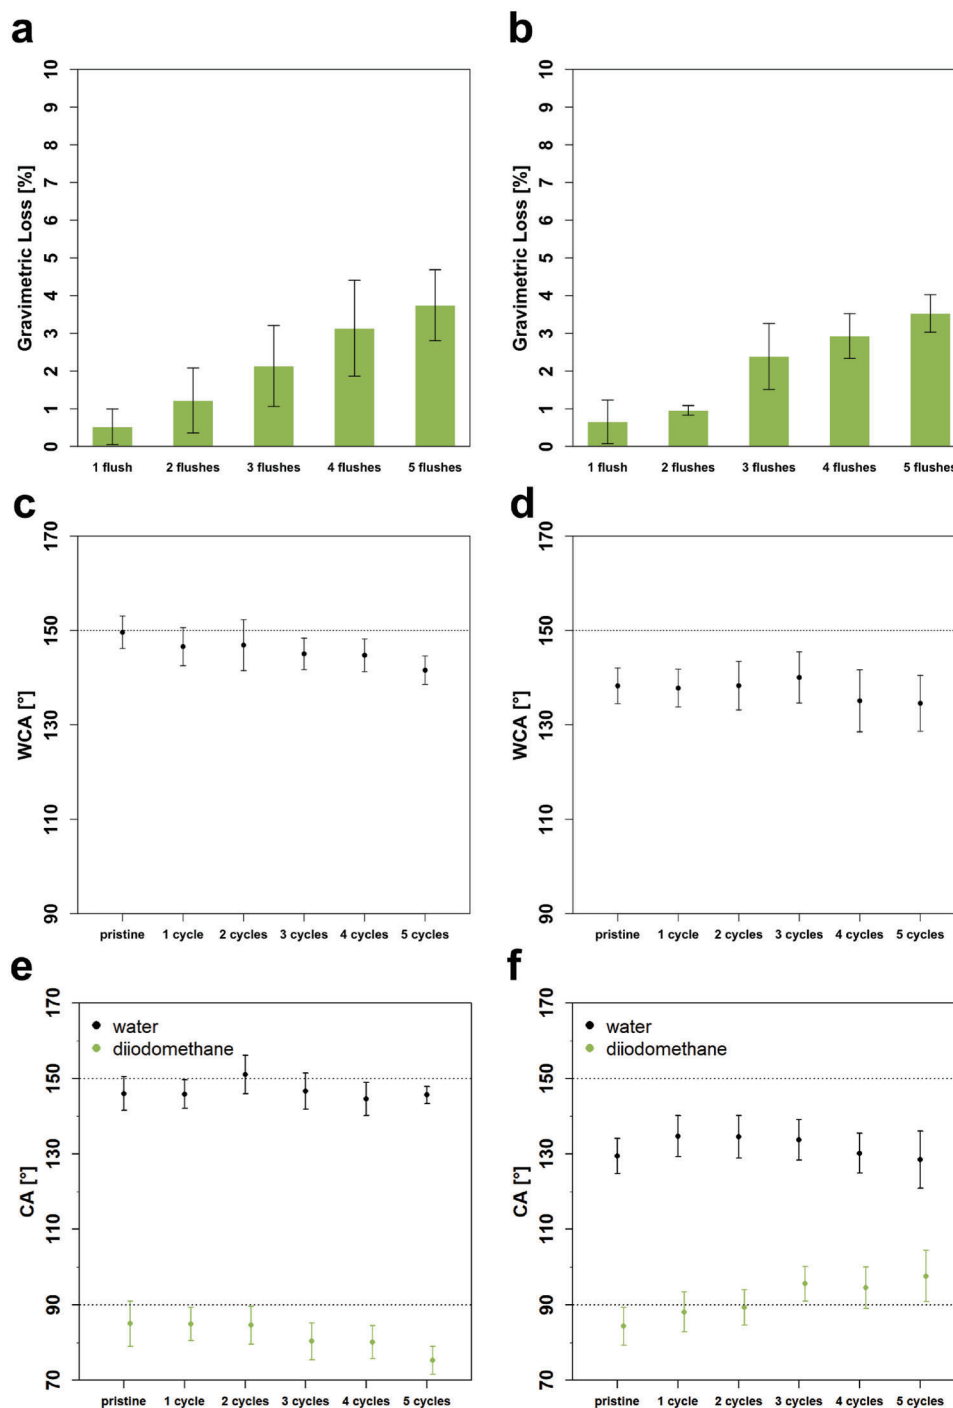 a
Gravimetric Loss [%]
10
9
8
7
6
5
4
3
2
1
0
1 flush 2 flushes 3 flushes 4 flushes 5 flushes
b
Gravimetric Loss [%]
10
9
8
7
6
5
4
3
2
1
0
1 flush 2 flushes 3 flushes 4 flushes 5 flushes
c
WCA [°]
170
150
130
110
90
pristine 1 cycle 2 cycles 3 cycles 4 cycles 5 cycles
d
WCA [°]
170
150
130
110
90
pristine 1 cycle 2 cycles 3 cycles 4 cycles 5 cycles
e
CA [°]
170
150
130
110
90
70
water
diiodomethane
pristine 1 cycle 2 cycles 3 cycles 4 cycles 5 cycles
f
CA [°]
170
150
130
110
90
70
water
diiodomethane
pristine 1 cycle 2 cycles 3 cycles 4 cycles 5 cycles